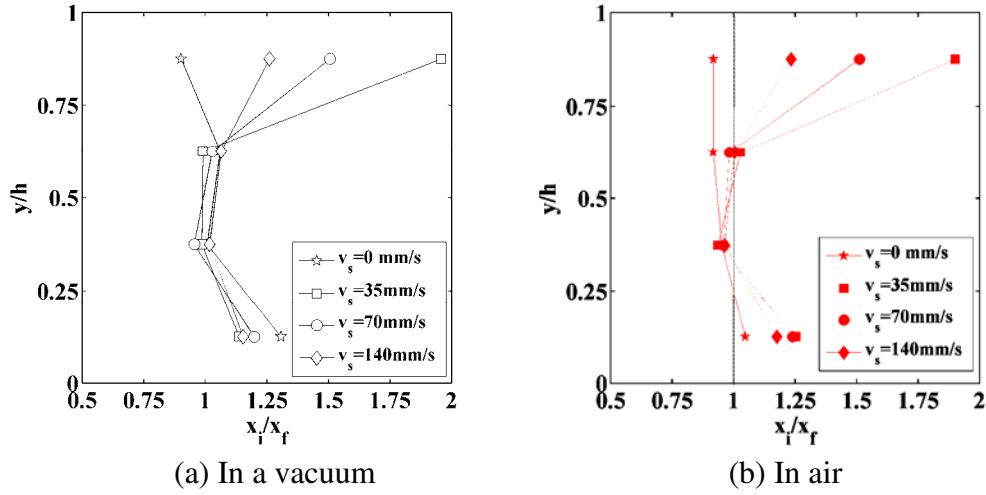 1
0.75
0.5
0.25
0
y/h
0.5
0.75
1
1.25
1.5
1.75
2
x_i/x_f
v_s=0 mm/s
v_s=35mm/s
v_s=70mm/s
v_s=140mm/s
(a) In a vacuum
1
0.75
0.5
0.25
0
y/h
0.5
0.75
1
1.25
1.5
1.75
2
x_i/x_f
v_s=0 mm/s
v_s=35mm/s
v_s=70mm/s
v_s=140mm/s
(b) In air